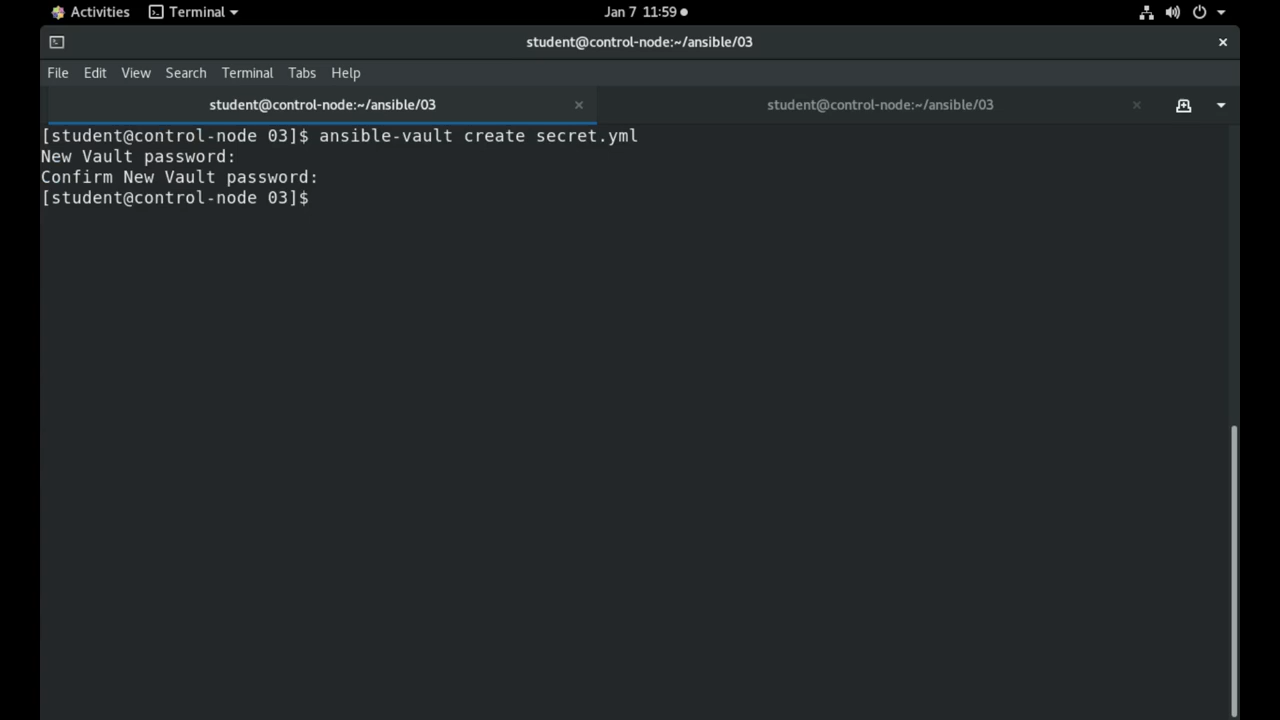 Activities Terminal Jan 7 11:59
student@control-node:~/ansible/03
File Edit View Search Terminal Tabs Help
student@control-node:~/ansible/03 student@control-node:~/ansible/03
[student@control-node 03]$ ansible-vault create secret.yml
New Vault password:
Confirm New Vault password:
[student@control-node 03]$